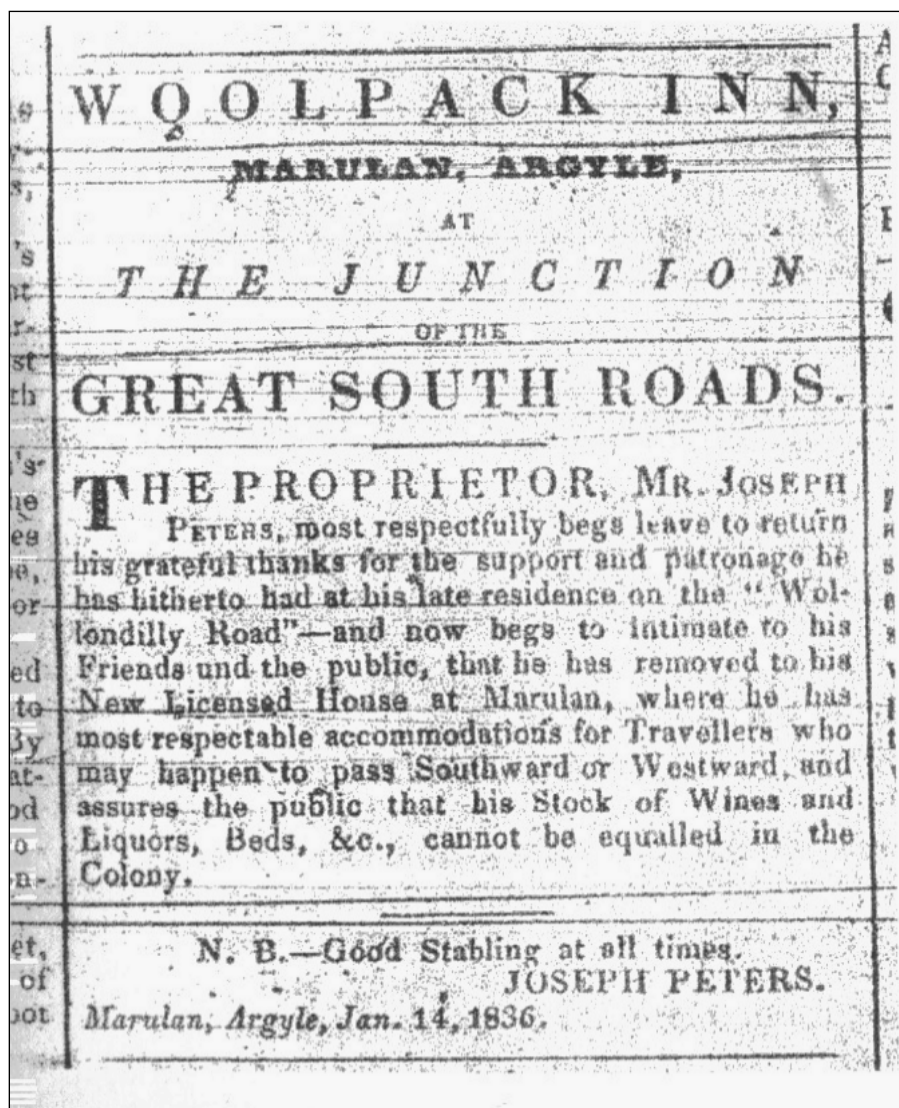 WOOLPACK INN,
MARULAN, ARGYLE,
AT
THE JUNCTION
OF THE
GREAT SOUTH ROADS.
THE PROPRIETOR, MR. JOSEPH
PETERS, most respectfully begs leave to return
his grateful thanks for the support and patronage he
has hitherto had at his late residence on the "Wol-
londilly Road"—and now begs to intimate to his
Friends und the public, that he has removed to his
New Licensed House at Marulan, where he has
most respectable accommodations for Travellers who
may happen to pass Southward or Westward, and
assures the public that his Stock of Wines and
Liquors, Beds, &c., cannot be equalled in the
Colony.
N. B.—Good Stabling at all times.
JOSEPH PETERS.
Marulan, Argyle, Jan. 14, 1836.